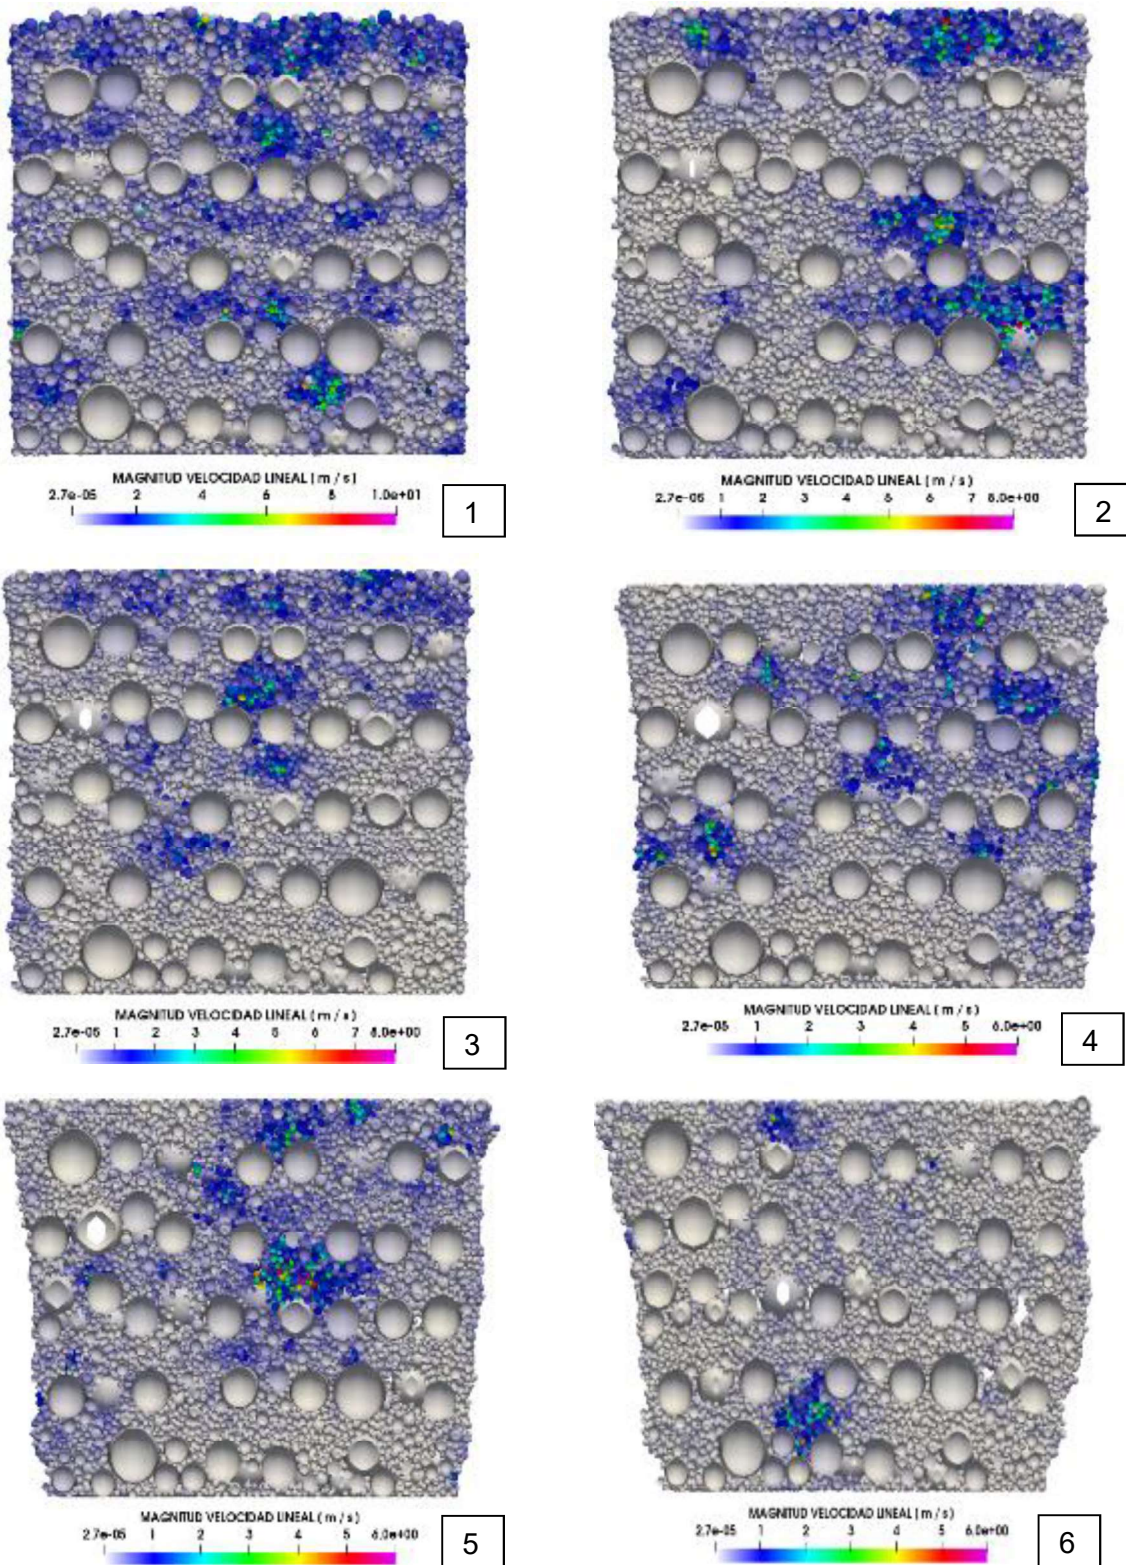 MAGNITUD VELOCIDAD LINEAL ( m / s )
2.7e-05 2 4 6 8 1.0e+01
1
MAGNITUD VELOCIDAD LINEAL ( m / s )
2.7e-05 1 2 3 4 5 6 7 8.0e+00
2
MAGNITUD VELOCIDAD LINEAL ( m / s )
2.7e-05 1 2 3 4 5 6 7 8.0e+00
3
MAGNITUD VELOCIDAD LINEAL ( m / s )
2.7e-05 1 2 3 4 5 6.0e+00
4
MAGNITUD VELOCIDAD LINEAL ( m / s )
2.7e-05 1 2 3 4 5 6.0e+00
5
MAGNITUD VELOCIDAD LINEAL ( m / s )
2.7e-05 1 2 3 4 5 6.0e+00
6